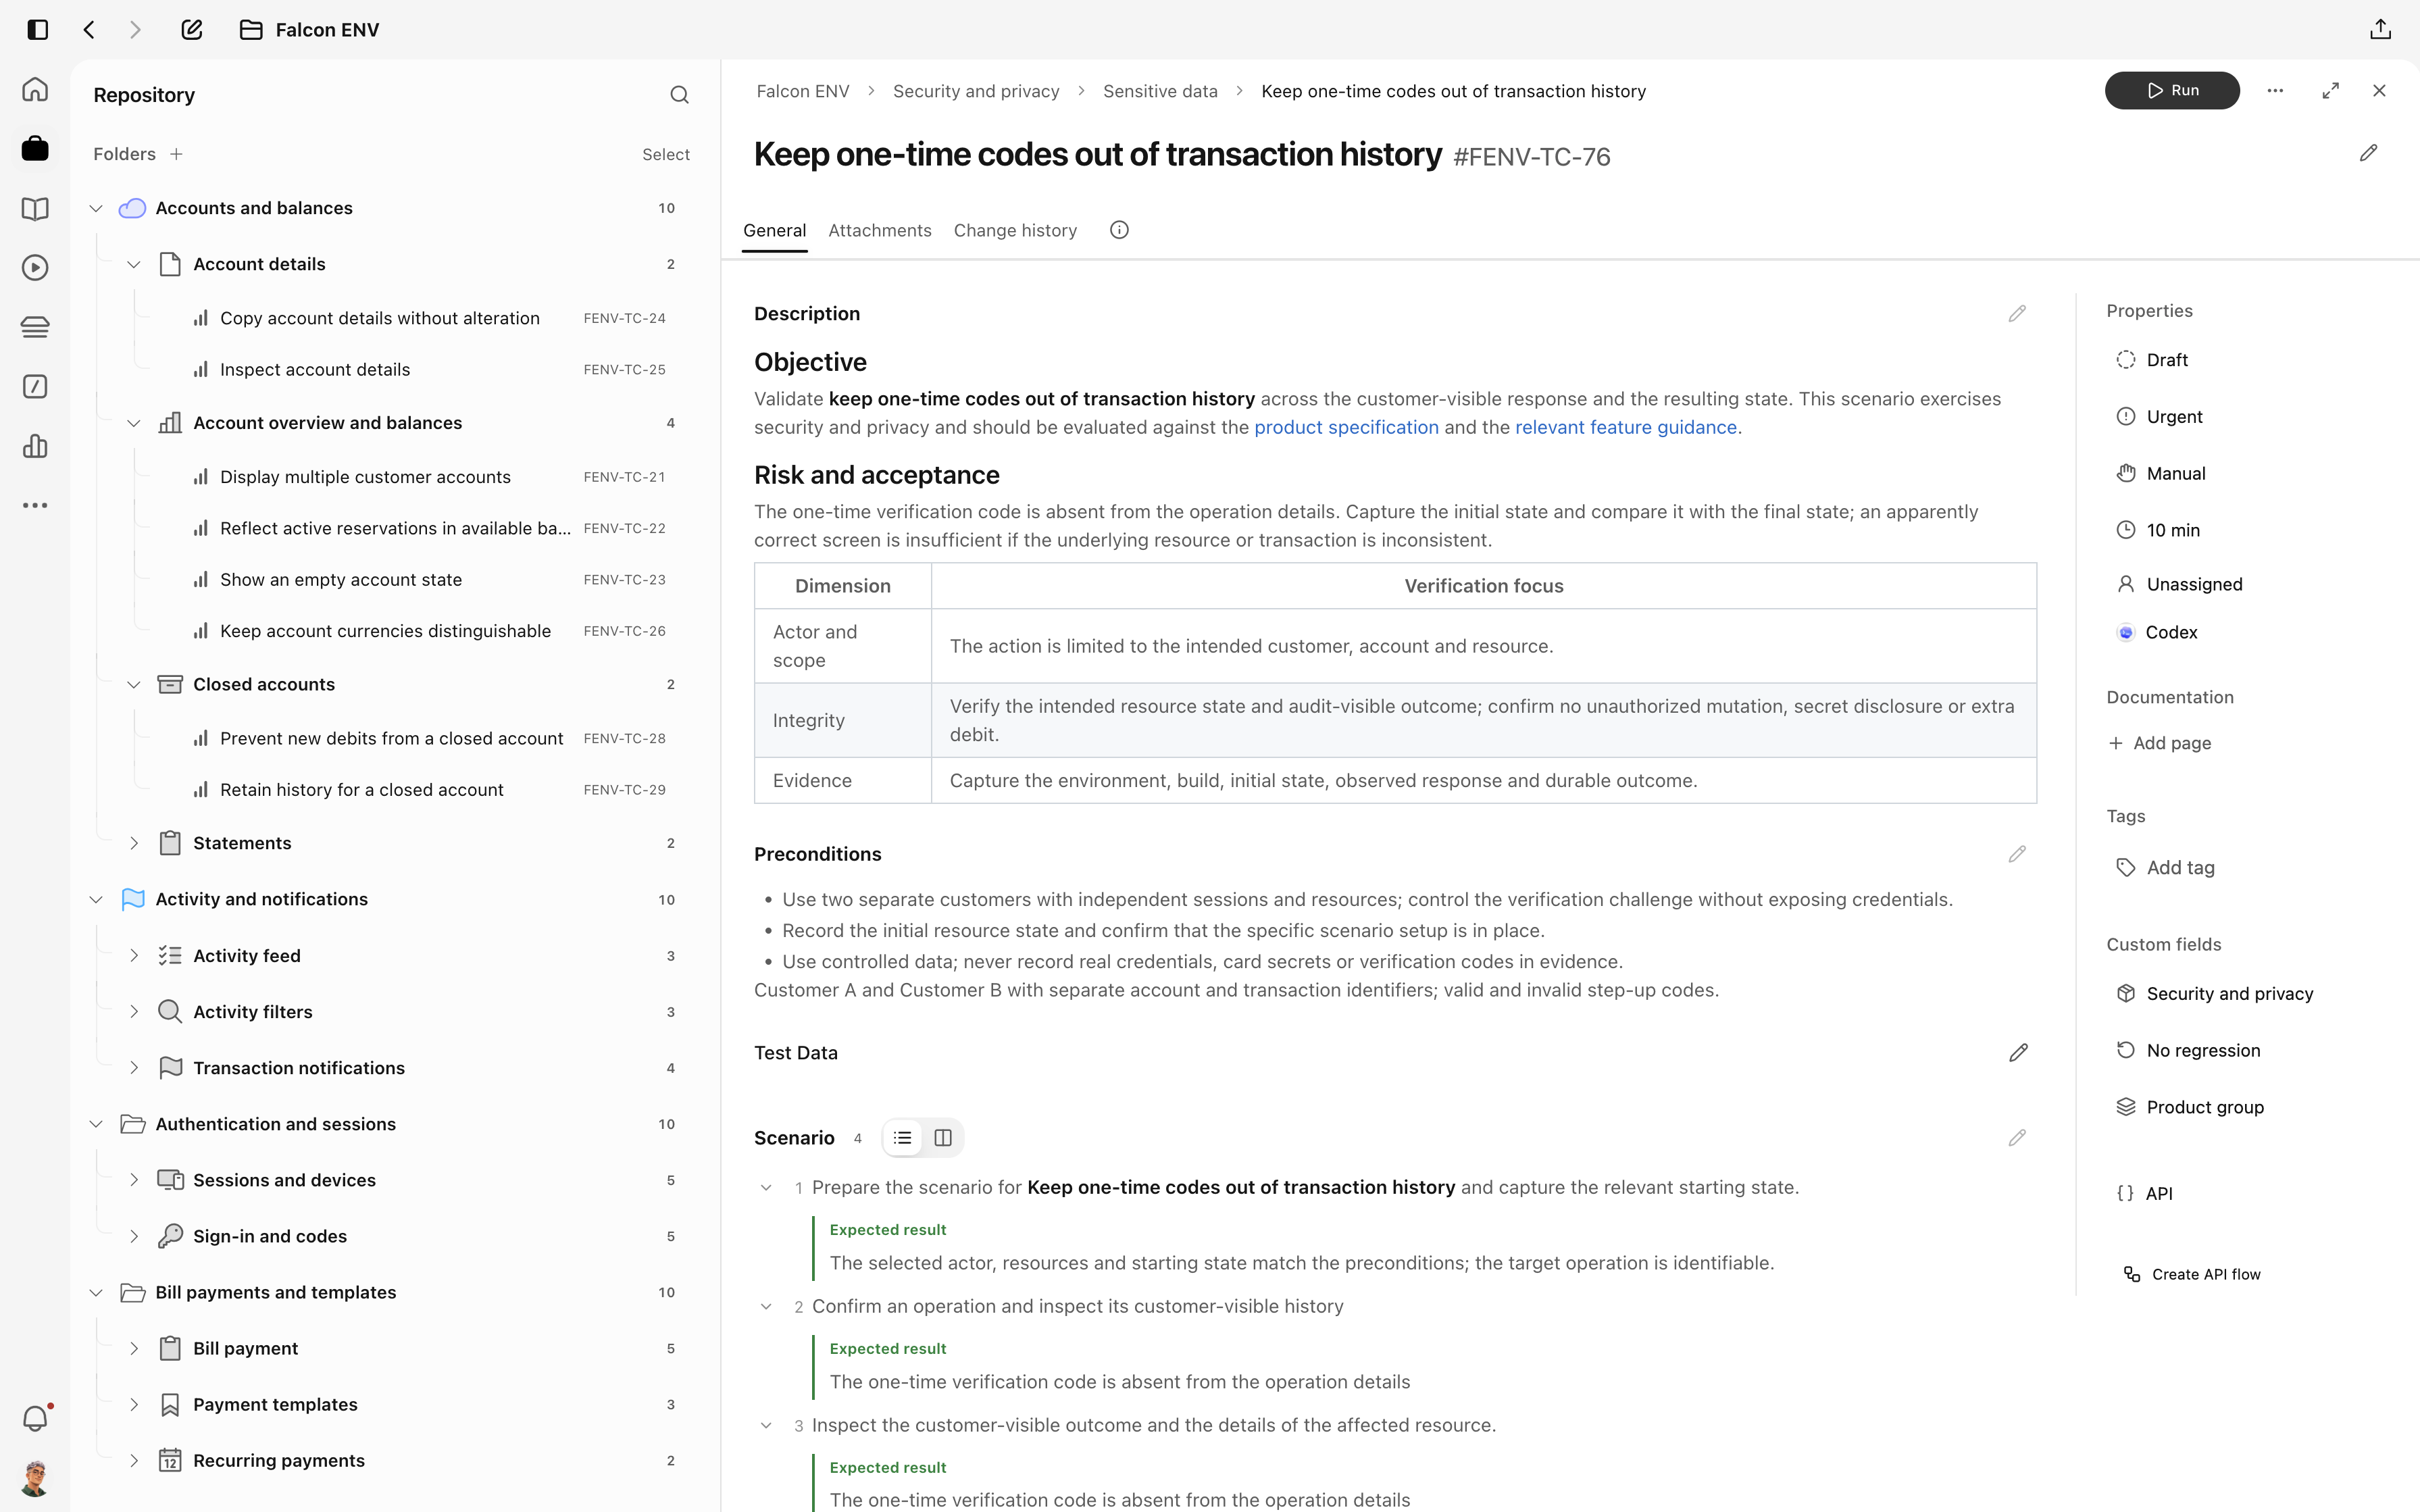 Falcon ENV
Repository
Folders
Select
Accounts and balances 10
Account details 2
Copy account details without alteration FENV-TC-24
Inspect account details FENV-TC-25
Account overview and balances 4
Display multiple customer accounts FENV-TC-21
Reflect active reservations in available ba... FENV-TC-22
Show an empty account state FENV-TC-23
Keep account currencies distinguishable FENV-TC-26
Closed accounts 2
Prevent new debits from a closed account FENV-TC-28
Retain history for a closed account FENV-TC-29
Statements 2
Activity and notifications 10
Activity feed 3
Activity filters 3
Transaction notifications 4
Authentication and sessions 10
Sessions and devices 5
Sign-in and codes 5
Bill payments and templates 10
Bill payment 5
Payment templates 3
12
Recurring payments 2
Falcon ENV > Security and privacy > Sensitive data > Keep one-time codes out of transaction history
Run
Keep one-time codes out of transaction history #FENV-TC-76
General Attachments Change history
Description
Objective
Validate keep one-time codes out of transaction history across the customer-visible response and the resulting state. This scenario exercises
security and privacy and should be evaluated against the product specification and the relevant feature guidance.
Risk and acceptance
The one-time verification code is absent from the operation details. Capture the initial state and compare it with the final state; an apparently
correct screen is insufficient if the underlying resource or transaction is inconsistent.
Dimension Verification focus
Actor and
scope
The action is limited to the intended customer, account and resource.
Integrity
Verify the intended resource state and audit-visible outcome; confirm no unauthorized mutation, secret disclosure or extra
debit.
Evidence Capture the environment, build, initial state, observed response and durable outcome.
Preconditions
• Use two separate customers with independent sessions and resources; control the verification challenge without exposing credentials.
• Record the initial resource state and confirm that the specific scenario setup is in place.
• Use controlled data; never record real credentials, card secrets or verification codes in evidence.
Customer A and Customer B with separate account and transaction identifiers; valid and invalid step-up codes.
Test Data
Scenario 4
1 Prepare the scenario for Keep one-time codes out of transaction history and capture the relevant starting state.
Expected result
The selected actor, resources and starting state match the preconditions; the target operation is identifiable.
2 Confirm an operation and inspect its customer-visible history
Expected result
The one-time verification code is absent from the operation details
3 Inspect the customer-visible outcome and the details of the affected resource.
Expected result
The one-time verification code is absent from the operation details
Properties
Draft
Urgent
Manual
10 min
Unassigned
Codex
Documentation
Add page
Tags
Add tag
Custom fields
Security and privacy
No regression
Product group
API
Create API flow